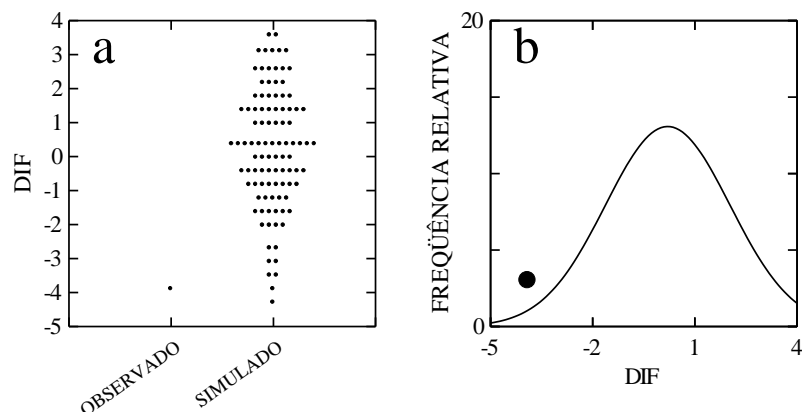 a
4
3
2
1
0
-1
-2
-3
-4
-5
DIF
OBSERVADO
SIMULADO
b
20
10
0
FREQÜÊNCIA RELATIVA
-5
-2
1
4
DIF